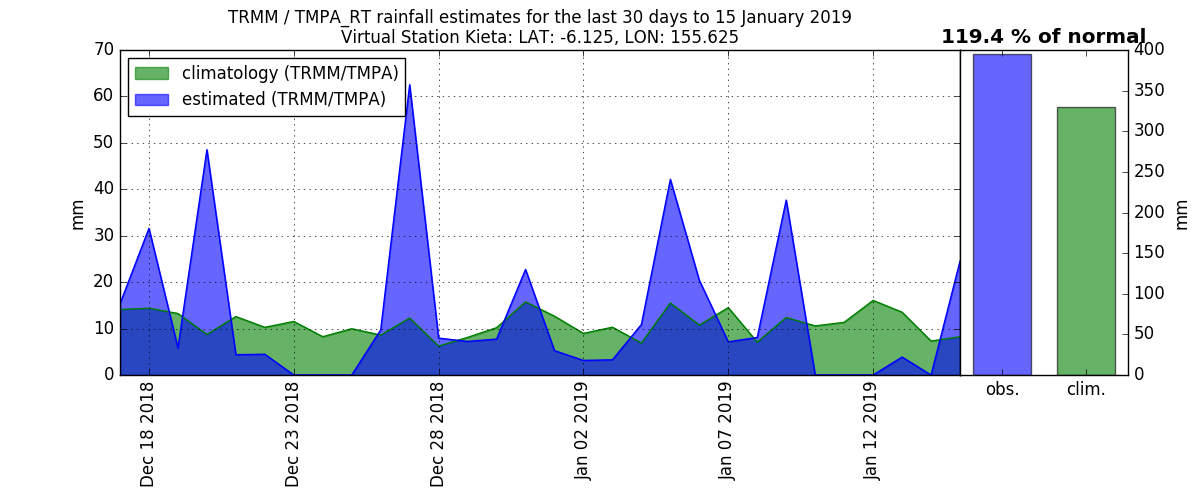 TRMM / TMPA_RT rainfall estimates for the last 30 days to 15 January 2019
Virtual Station Kieta: LAT: -6.125, LON: 155.625
119.4 % of normal
climatology (TRMM/TMPA)
estimated (TRMM/TMPA)
70
60
50
40
30
20
10
0
mm
Dec 18 2018
Dec 23 2018
Dec 28 2018
Jan 02 2019
Jan 07 2019
Jan 12 2019
obs.
clim.
400
350
300
250
200
150
100
50
0
mm